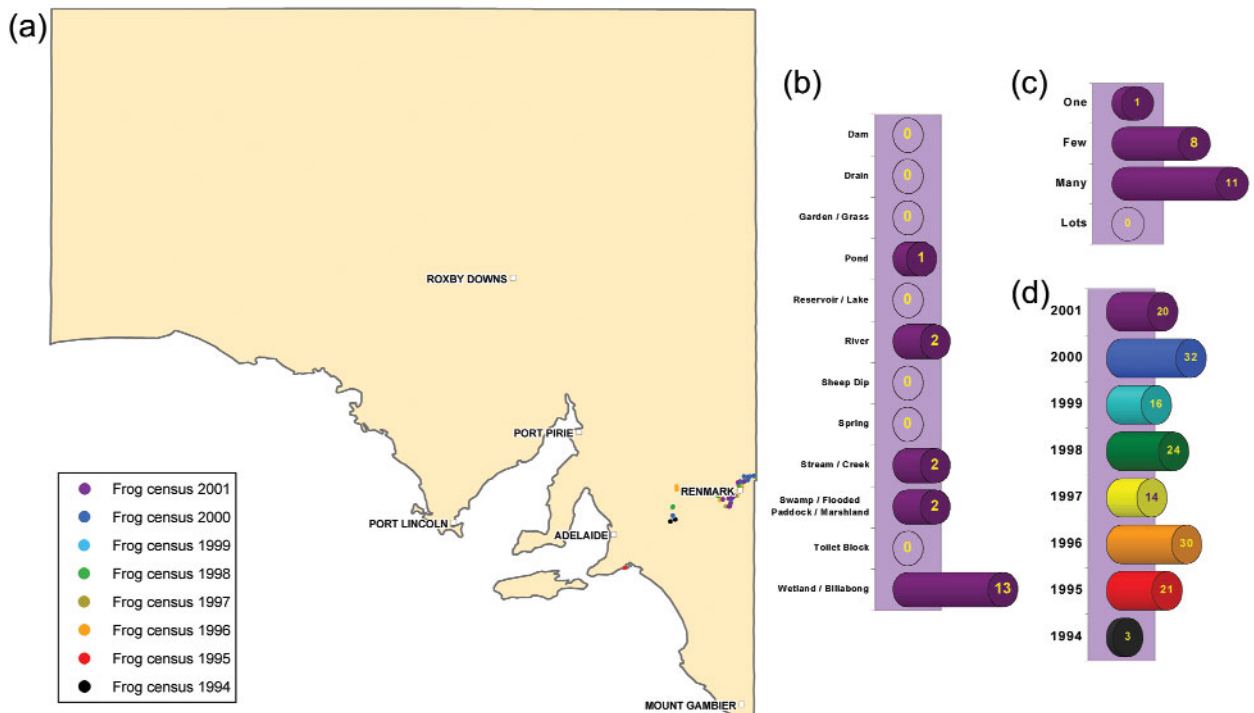 (a)
ROXBY DOWNS
PORT PIRIE
RENMARK
PORT LINCOLN
ADELAIDE
MOUNT GAMBIER
Frog census 2001
Frog census 2000
Frog census 1999
Frog census 1998
Frog census 1997
Frog census 1996
Frog census 1995
Frog census 1994
(b)
Dam 0
Drain 0
Garden / Grass 0
Pond 1
Reservoir / Lake 0
River 2
Sheep Dip 0
Spring 0
Stream / Creek 2
Swamp / Flooded
Paddock / Marshland 2
Toilet Block 0
Wetland / Billabong 13
(c)
One 1
Few 8
Many 11
Lots 0
(d)
2001 20
2000 32
1999 16
1998 24
1997 14
1996 30
1995 21
1994 3